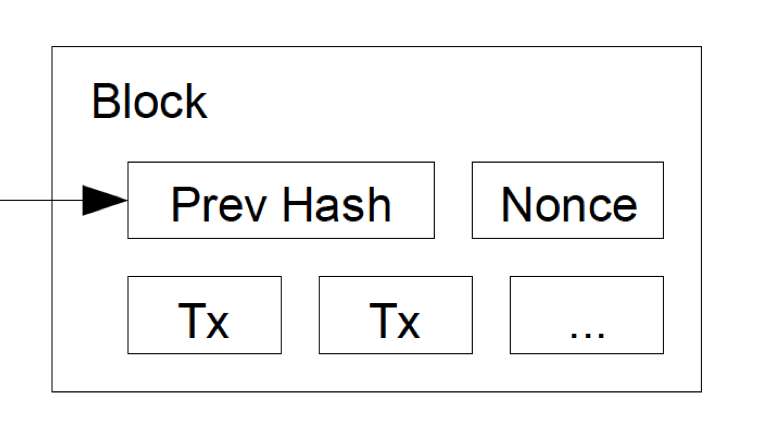 Block
Prev Hash Nonce
Tx Tx ...